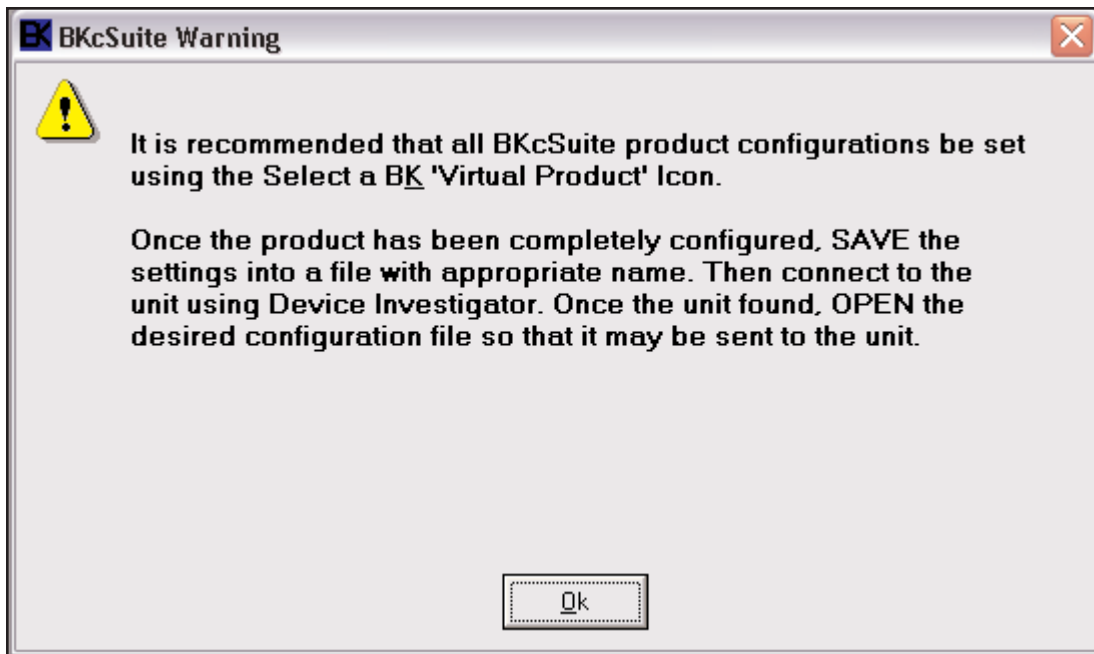 BK BKcSuite Warning
It is recommended that all BKcSuite product configurations be set
using the Select a BK 'Virtual Product' Icon.
Once the product has been completely configured, SAVE the
settings into a file with appropriate name. Then connect to the
unit using Device Investigator. Once the unit found, OPEN the
desired configuration file so that it may be sent to the unit.
Ok